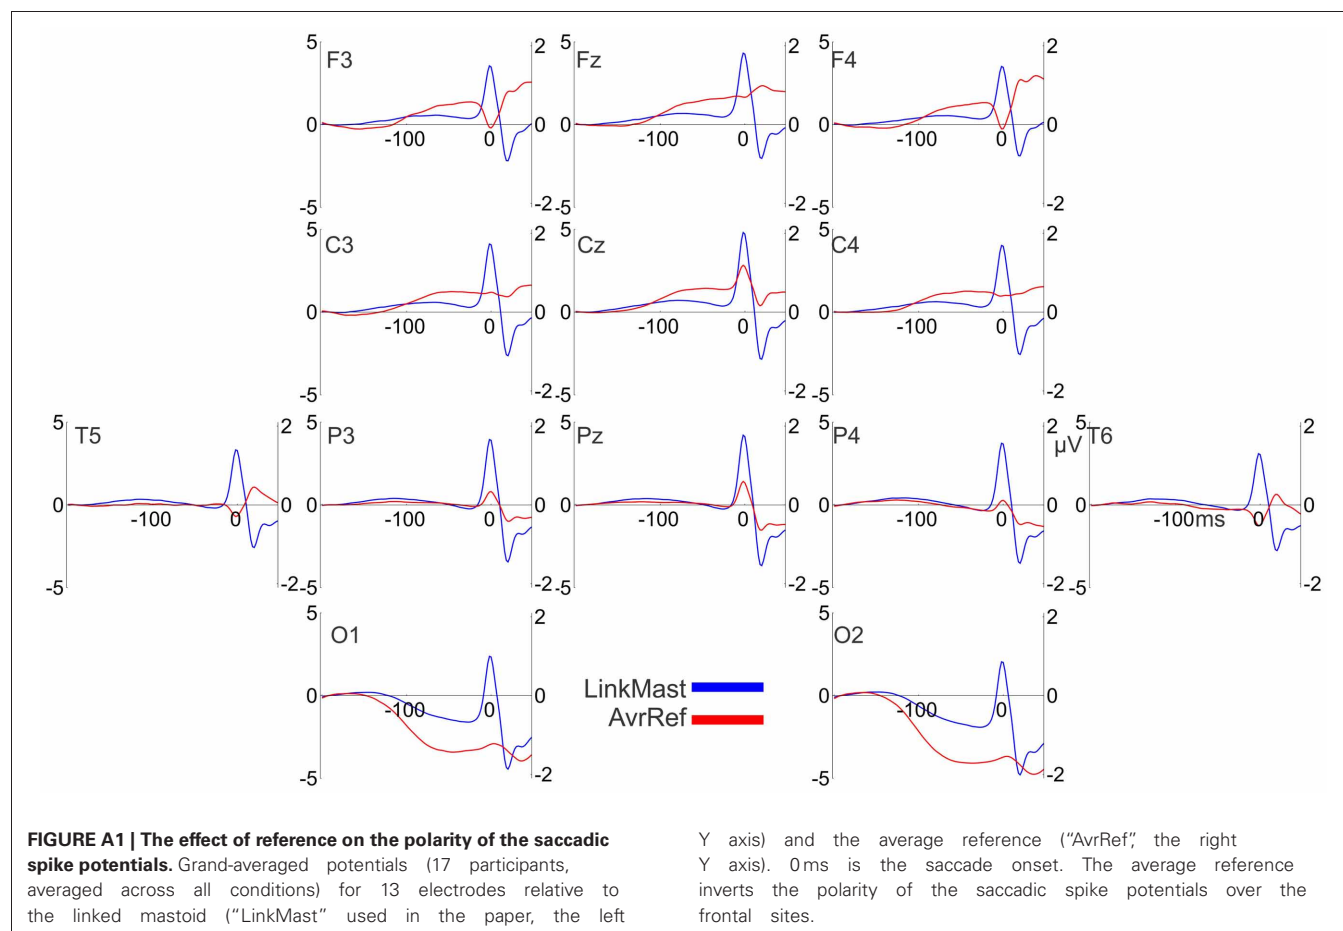 5 F3 2 5 Fz 2 5 F4 2
0 -100 0 0 0 -100 0 0 0 -100 0 0
-5 -2 -5 -2 -5 -2
5 C3 2 5 Cz 2 5 C4 2
0 -100 0 0 0 -100 0 0 0 -100 0 0
-5 -2 -5 -2 -5 -2
5 T5 2 5 P3 2 5 Pz 2 5 P4 2 µV 5 T6 2
0 -100 0 0 0 -100 0 0 0 -100 0 0 0 -100 0 0 0 -100ms 0 0
-5 -2 -5 -2 -5 -2 -5 -2 -5 -2
5 O1 2 5 O2 2
0 -100 0 0 0 -100 0 0
-5 -2 -5 -2
LinkMast
AvrRef
FIGURE A1 | The effect of reference on the polarity of the saccadic
spike potentials. Grand-averaged potentials (17 participants,
averaged across all conditions) for 13 electrodes relative to
the linked mastoid (“LinkMast” used in the paper, the left
Y axis) and the average reference (“AvrRef,” the right
Y axis). 0 ms is the saccade onset. The average reference
inverts the polarity of the saccadic spike potentials over the
frontal sites.